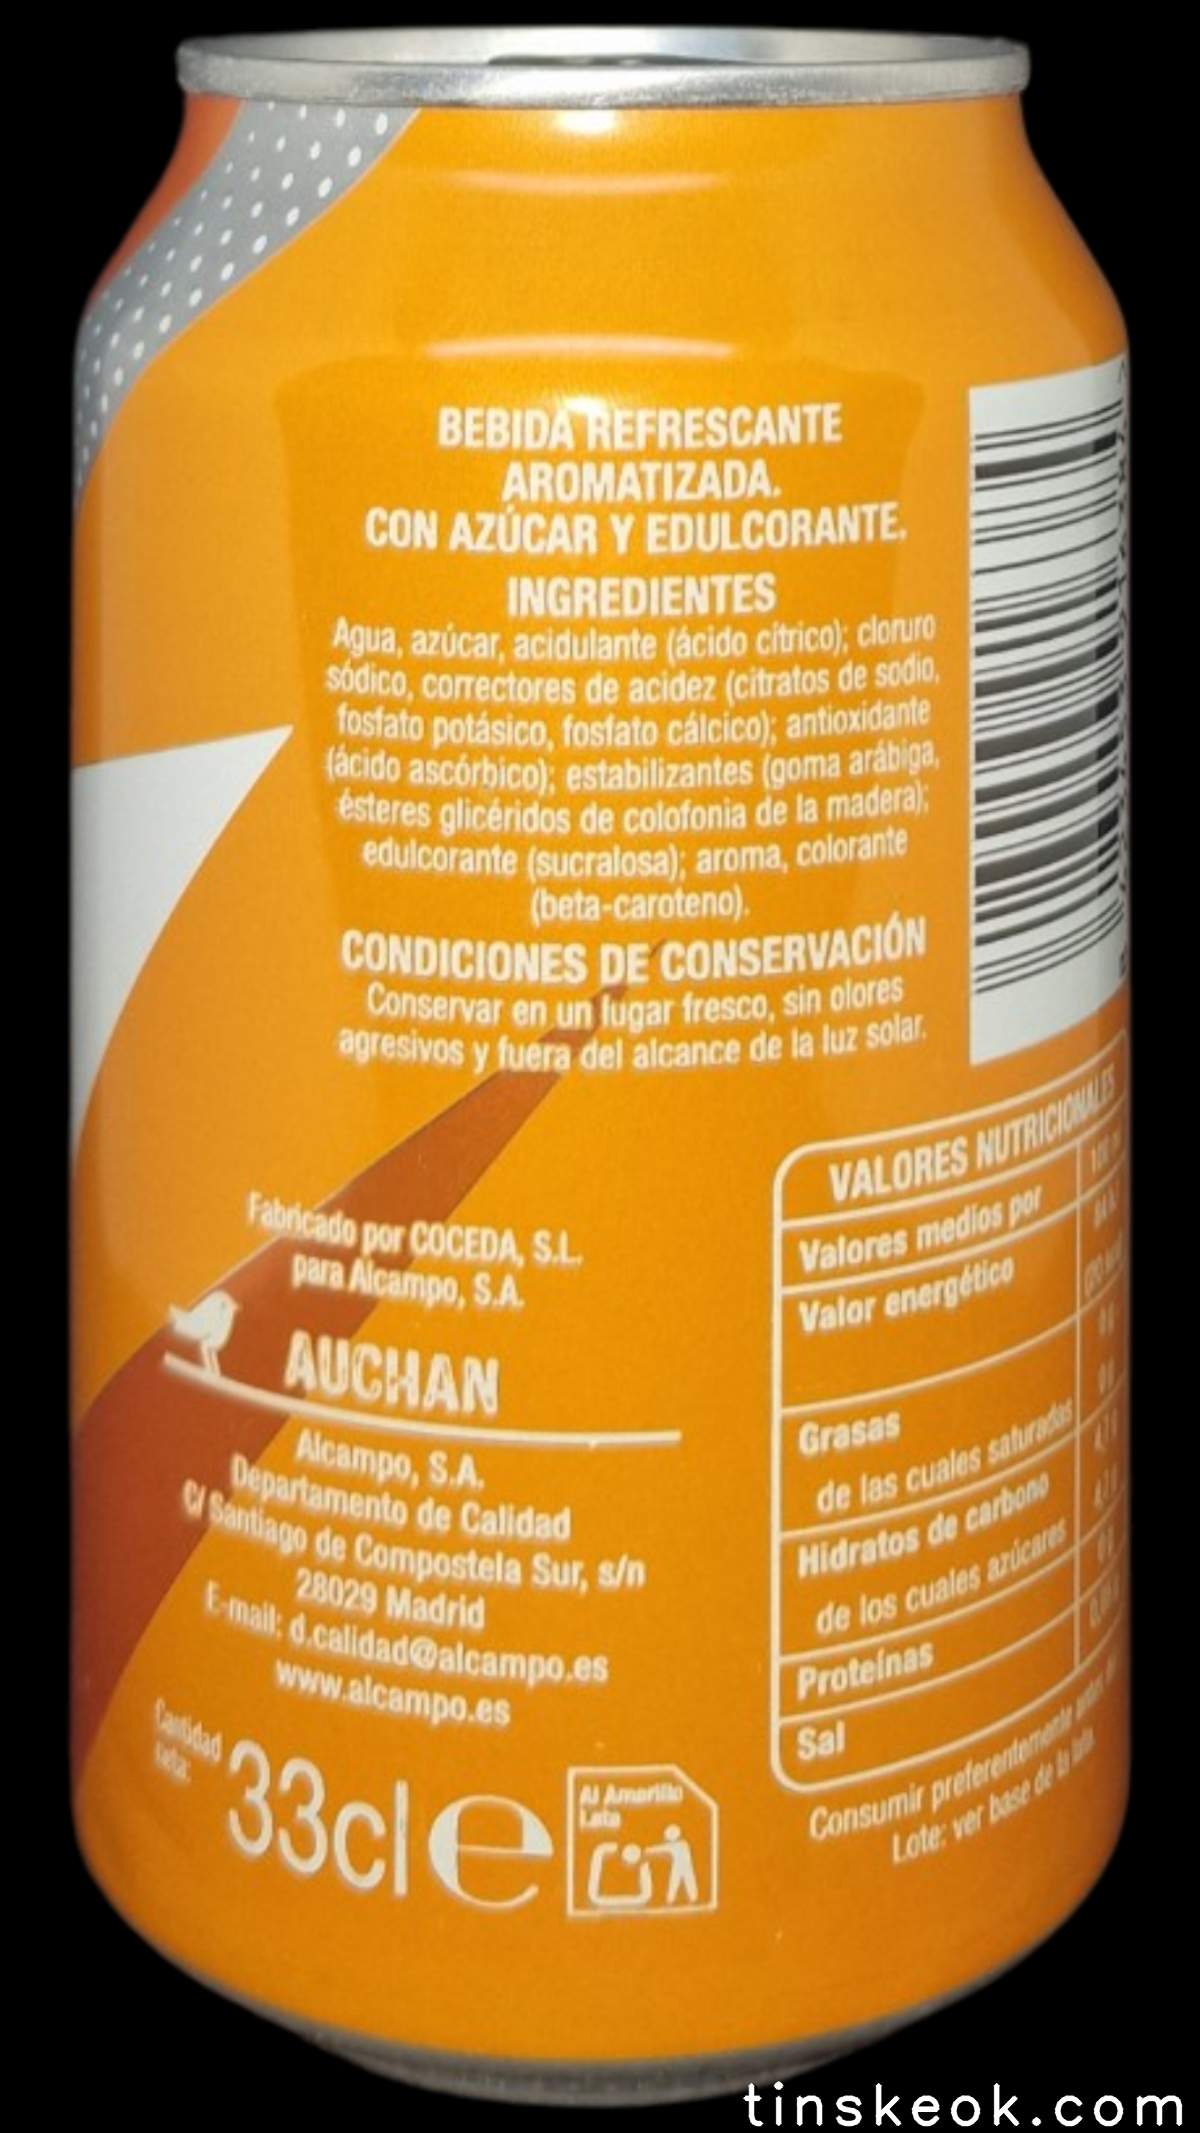 BEBIDA REFRESCANTE
AROMATIZADA.
CON AZÚCAR Y EDULCORANTE.
INGREDIENTES
Agua, azúcar, acidulante (ácido cítrico); cloruro
sódico, correctores de acidez (citratos de sodio,
fosfato potásico, fosfato cálcico); antioxidante
(ácido ascórbico); estabilizantes (goma arábiga,
ésteres glicéridos de colofonia de la madera);
edulcorante (sucralosa); aroma, colorante
(beta-caroteno).
CONDICIONES DE CONSERVACIÓN
Conservar en un lugar fresco, sin olores
agresivos y fuera del alcance de la luz solar.
Fabricado por COCEDA, S.L.
para Alcampo, S.A.
AUCHAN
Alcampo, S.A.
Departamento de Calidad
C/ Santiago de Compostela Sur, s/n
28029 Madrid
E-mail: d.calidad@alcampo.es
www.alcampo.es
Cantidad
neta:
33cl e
Al Amarillo
Lata
VALORES NUTRICIONALES
Valores medios por
Valor energético
Grasas
0 g
de las cuales saturadas
0 g
Hidratos de carbono
de los cuales azúcares
Proteínas
0 g
Sal
Consumir preferentemente antes
Lote: ver base de la lata.
tinskeok.com